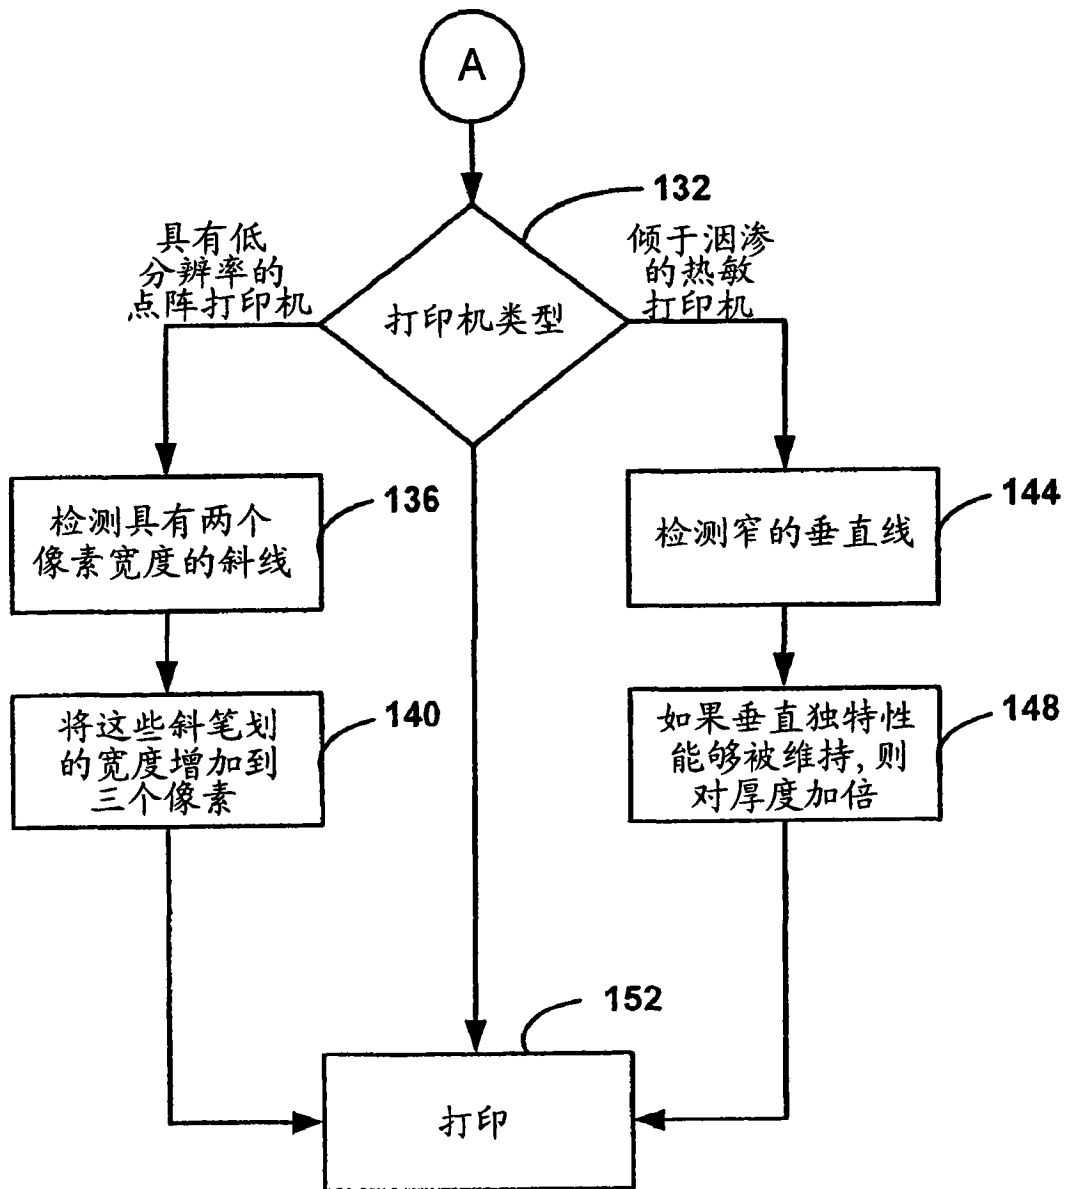 A
132
具有低
分辨率的
点阵打印机
倾于洇渗
的热敏
打印机
打印机类型
136
检测具有两个
像素宽度的斜线
144
检测窄的垂直线
140
将这些斜笔划
的宽度增加到
三个像素
148
如果垂直独特性
能够被维持,则
对厚度加倍
152
打印